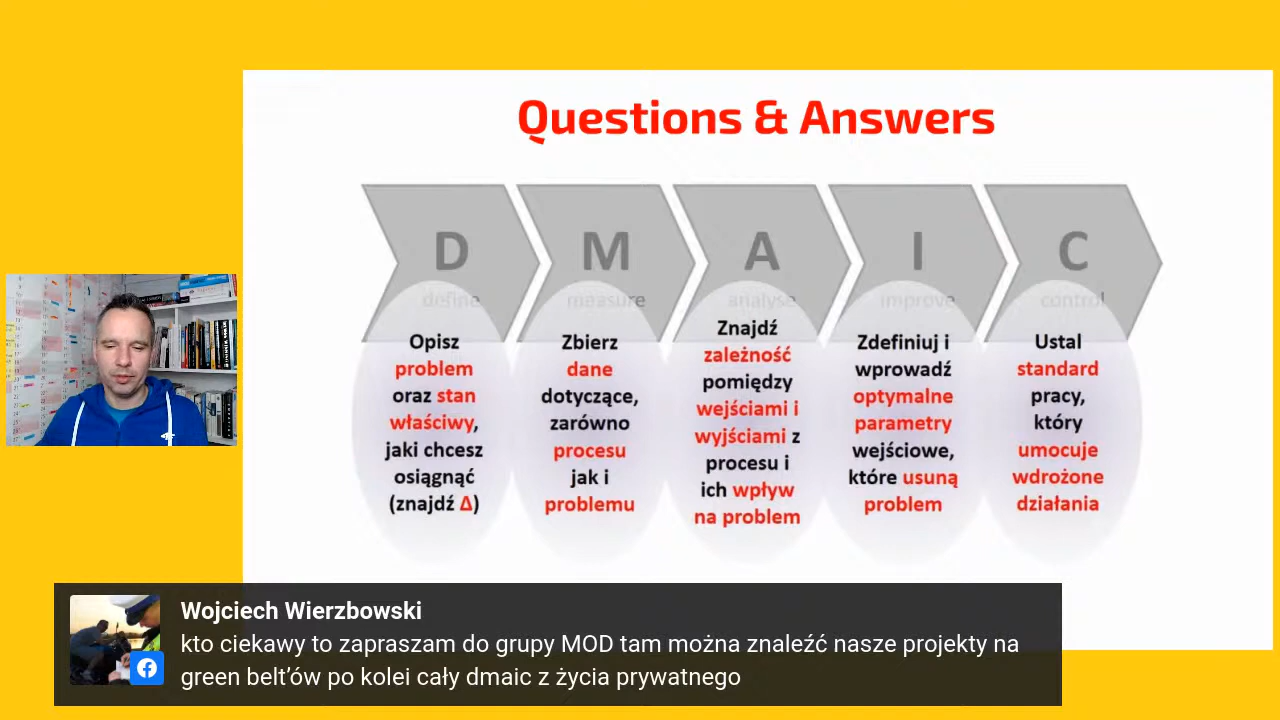 Questions & Answers
D
M
A
I
C
define
measure
analyse
improve
control
Opisz
problem
oraz stan
właściwy,
jaki chcesz
osiągnąć
(znajdź Δ)
Zbierz
dane
dotyczące,
zarówno
procesu
jak i
problemu
Znajdź
zależność
pomiędzy
wejściami i
wyjściami z
procesu i
ich wpływ
na problem
Zdefiniuj i
wprowadź
optymalne
parametry
wejściowe,
które usuną
problem
Ustal
standard
pracy,
który
umocuje
wdrożone
działania
Wojciech Wierzbowski
kto ciekawy to zapraszam do grupy MOD tam można znaleźć nasze projekty na
green belt’ów po kolei cały dmaic z życia prywatnego